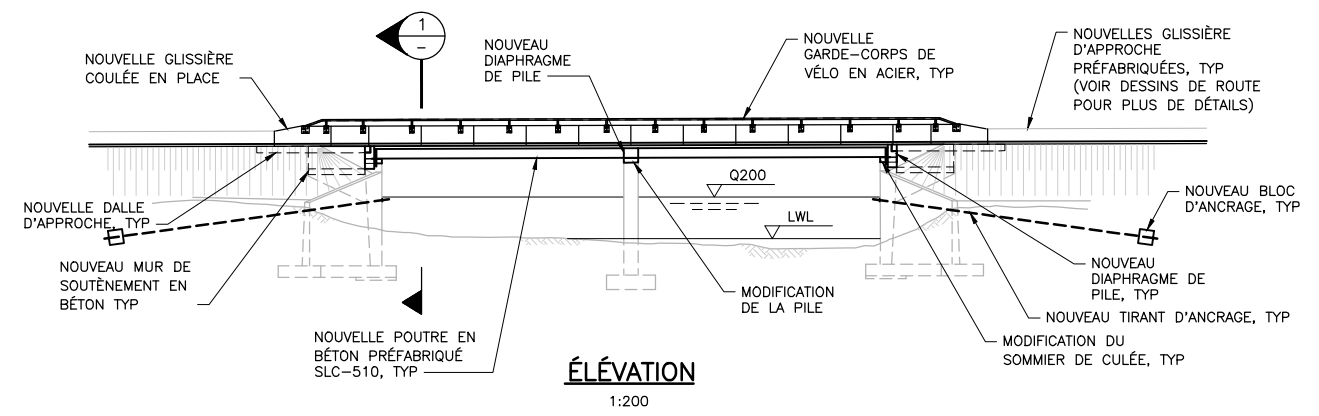 1
–
NOUVELLE GLISSIÈRE
COULÉE EN PLACE
NOUVEAU
DIAPHRAGME
DE PILE
NOUVELLE
GARDE–CORPS DE
VÉLO EN ACIER, TYP
NOUVELLES GLISSIÈRE
D'APPROCHE
PRÉFABRIQUÉES, TYP
(VOIR DESSINS DE ROUTE
POUR PLUS DE DÉTAILS)
Q200
LWL
NOUVELLE DALLE
D'APPROCHE, TYP
NOUVEAU BLOC
D'ANCRAGE, TYP
NOUVEAU MUR DE
SOUTÈNEMENT EN
BÉTON TYP
NOUVEAU
DIAPHRAGME DE
PILE, TYP
MODIFICATION
DE LA PILE
NOUVEAU TIRANT D'ANCRAGE, TYP
NOUVELLE POUTRE EN
BÉTON PRÉFABRIQUÉ
SLC–510, TYP
MODIFICATION DU
SOMMIER DE CULÉE, TYP
ÉLÉVATION
1:200